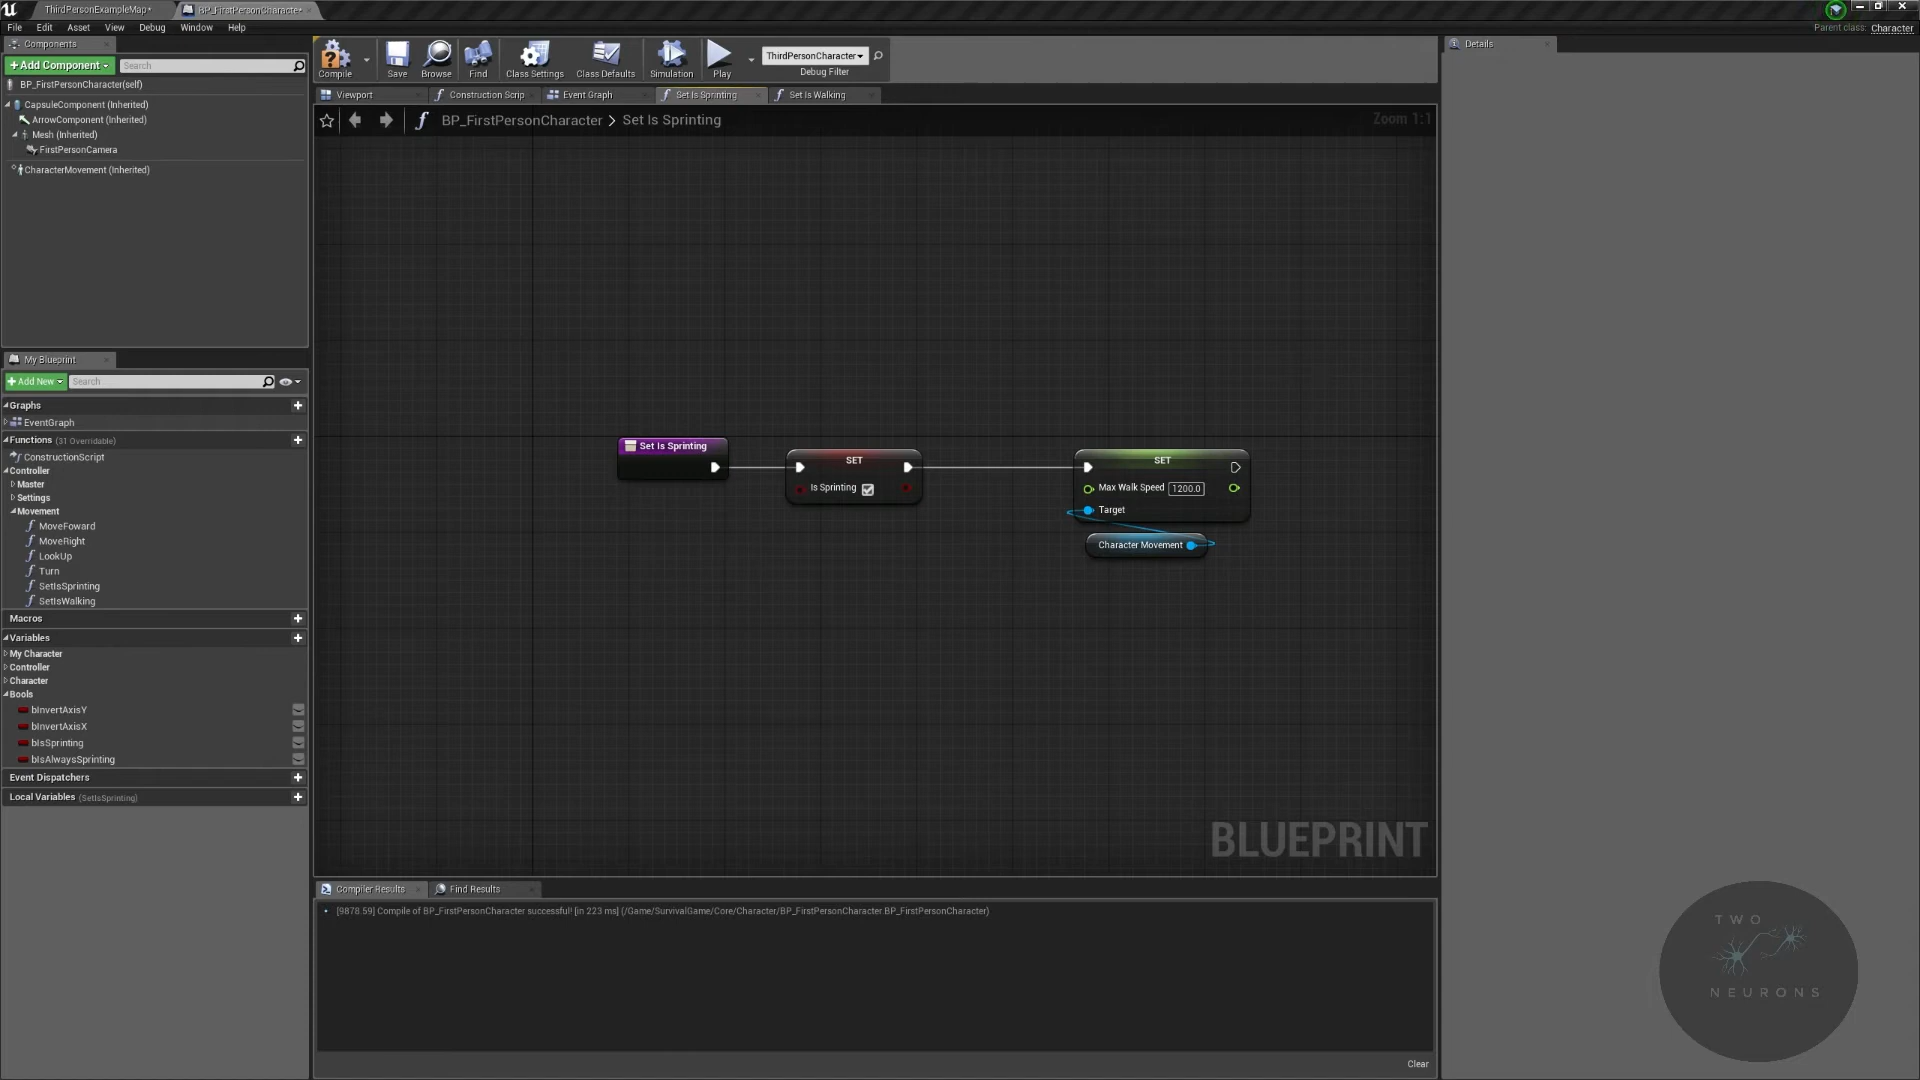 ThirdPersonExampleMap*
BP_FirstPersonCharacter*
File Edit Asset View Debug Window Help
Parent class: Character
Components
Details
+Add Component
Search
BP_FirstPersonCharacter(self)
CapsuleComponent (Inherited)
ArrowComponent (Inherited)
Mesh (Inherited)
FirstPersonCamera
CharacterMovement (Inherited)
Compile
Save
Browse
Find
Class Settings
Class Defaults
Simulation
Play
ThirdPersonCharacter
Debug Filter
Viewport
Construction Scrip
Event Graph
Set Is Sprinting
Set Is Walking
BP_FirstPersonCharacter > Set Is Sprinting
Zoom 1:1
My Blueprint
+Add New
Search
Graphs
EventGraph
Functions (31 Overridable)
ConstructionScript
Controller
Master
Settings
Movement
MoveFoward
MoveRight
LookUp
Turn
SetIsSprinting
SetIsWalking
Macros
Variables
My Character
Controller
Character
Bools
bInvertAxisY
bInvertAxisX
bIsSprinting
bIsAlwaysSprinting
Event Dispatchers
Local Variables (SetIsSprinting)
Set Is Sprinting
SET
Is Sprinting
SET
Max Walk Speed 1200.0
Target
Character Movement
BLUEPRINT
Compiler Results
Find Results
[9878.59] Compile of BP_FirstPersonCharacter successful! [in 223 ms] (/Game/SurvivalGame/Core/Character/BP_FirstPersonCharacter.BP_FirstPersonCharacter)
Clear
TWO
NEURONS